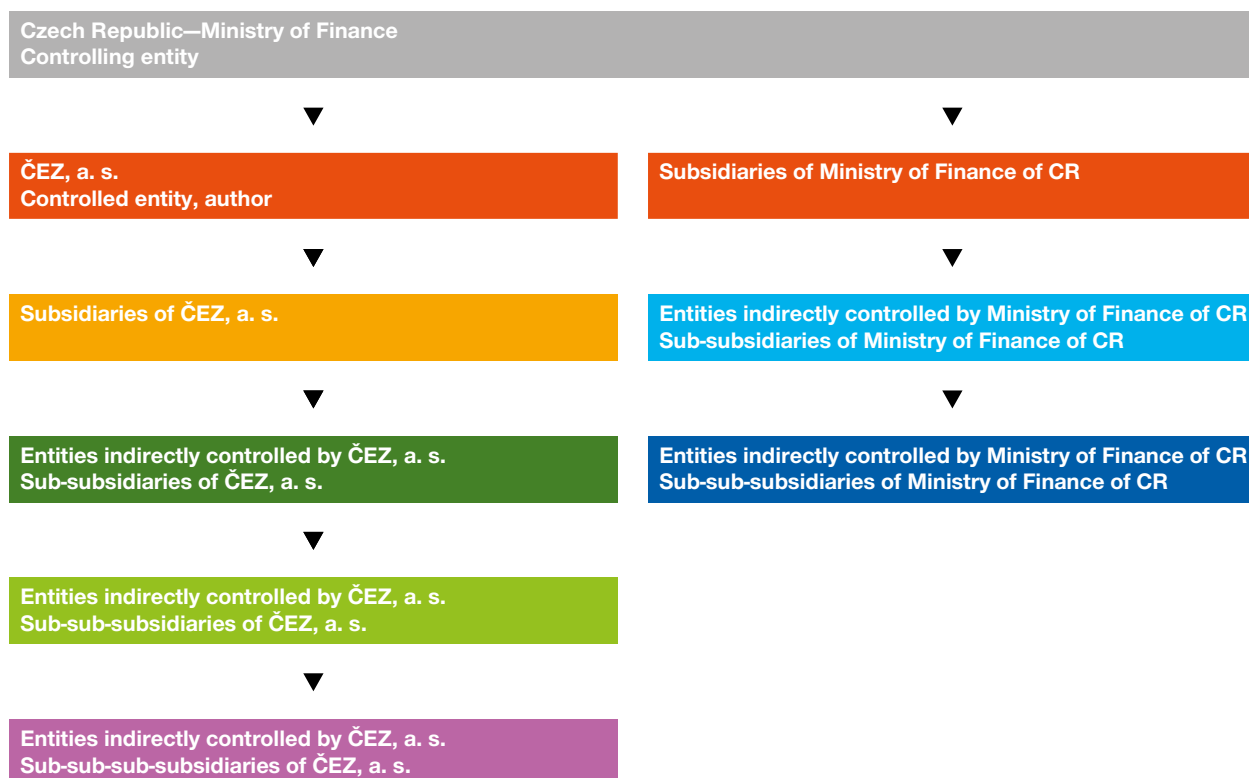 Czech Republic—Ministry of Finance
Controlling entity
ČEZ, a. s.
Controlled entity, author
Subsidiaries of Ministry of Finance of CR
Subsidiaries of ČEZ, a. s.
Entities indirectly controlled by Ministry of Finance of CR
Sub-subsidiaries of Ministry of Finance of CR
Entities indirectly controlled by ČEZ, a. s.
Sub-subsidiaries of ČEZ, a. s.
Entities indirectly controlled by Ministry of Finance of CR
Sub-sub-subsidiaries of Ministry of Finance of CR
Entities indirectly controlled by ČEZ, a. s.
Sub-sub-subsidiaries of ČEZ, a. s.
Entities indirectly controlled by ČEZ, a. s.
Sub-sub-sub-subsidiaries of ČEZ, a. s.